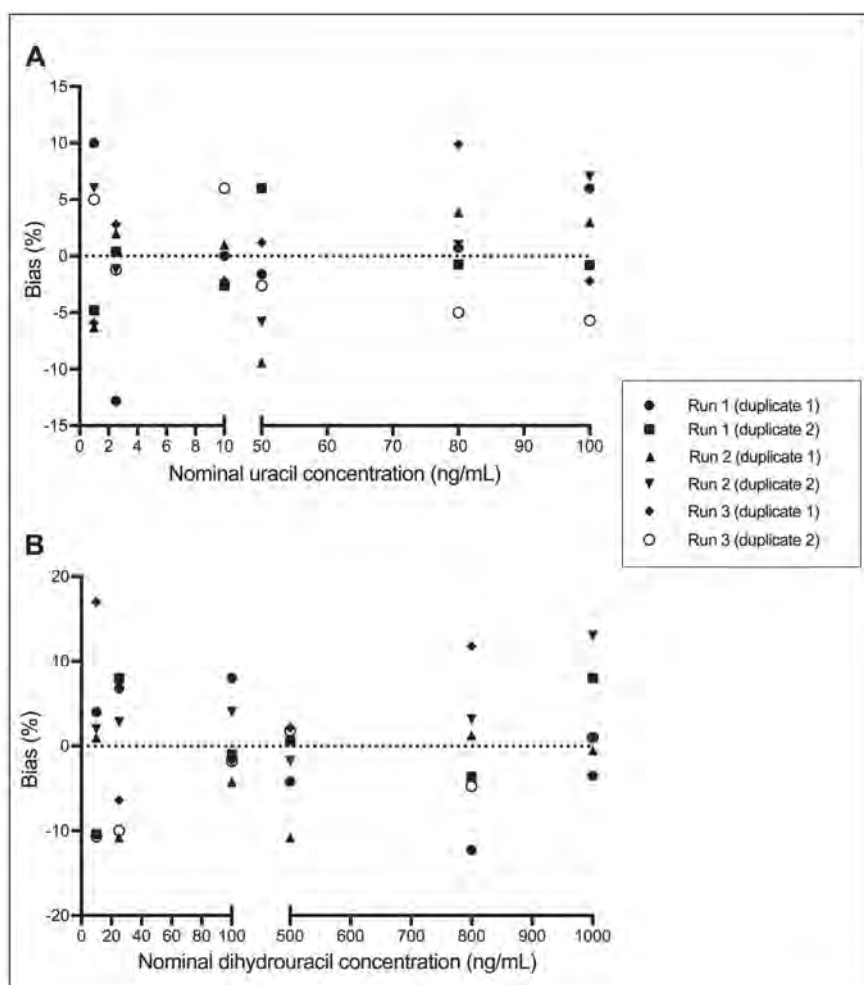 A
15
10
5
0
-5
-10
-15
Bias (%)
0 2 4 6 8 10 50 60 70 80 90 100
Nominal uracil concentration (ng/mL)
Run 1 (duplicate 1)
Run 1 (duplicate 2)
Run 2 (duplicate 1)
Run 2 (duplicate 2)
Run 3 (duplicate 1)
Run 3 (duplicate 2)
B
20
10
0
-10
-20
Bias (%)
0 20 40 60 80 100 500 600 700 800 900 1000
Nominal dihydrouracil concentration (ng/mL)